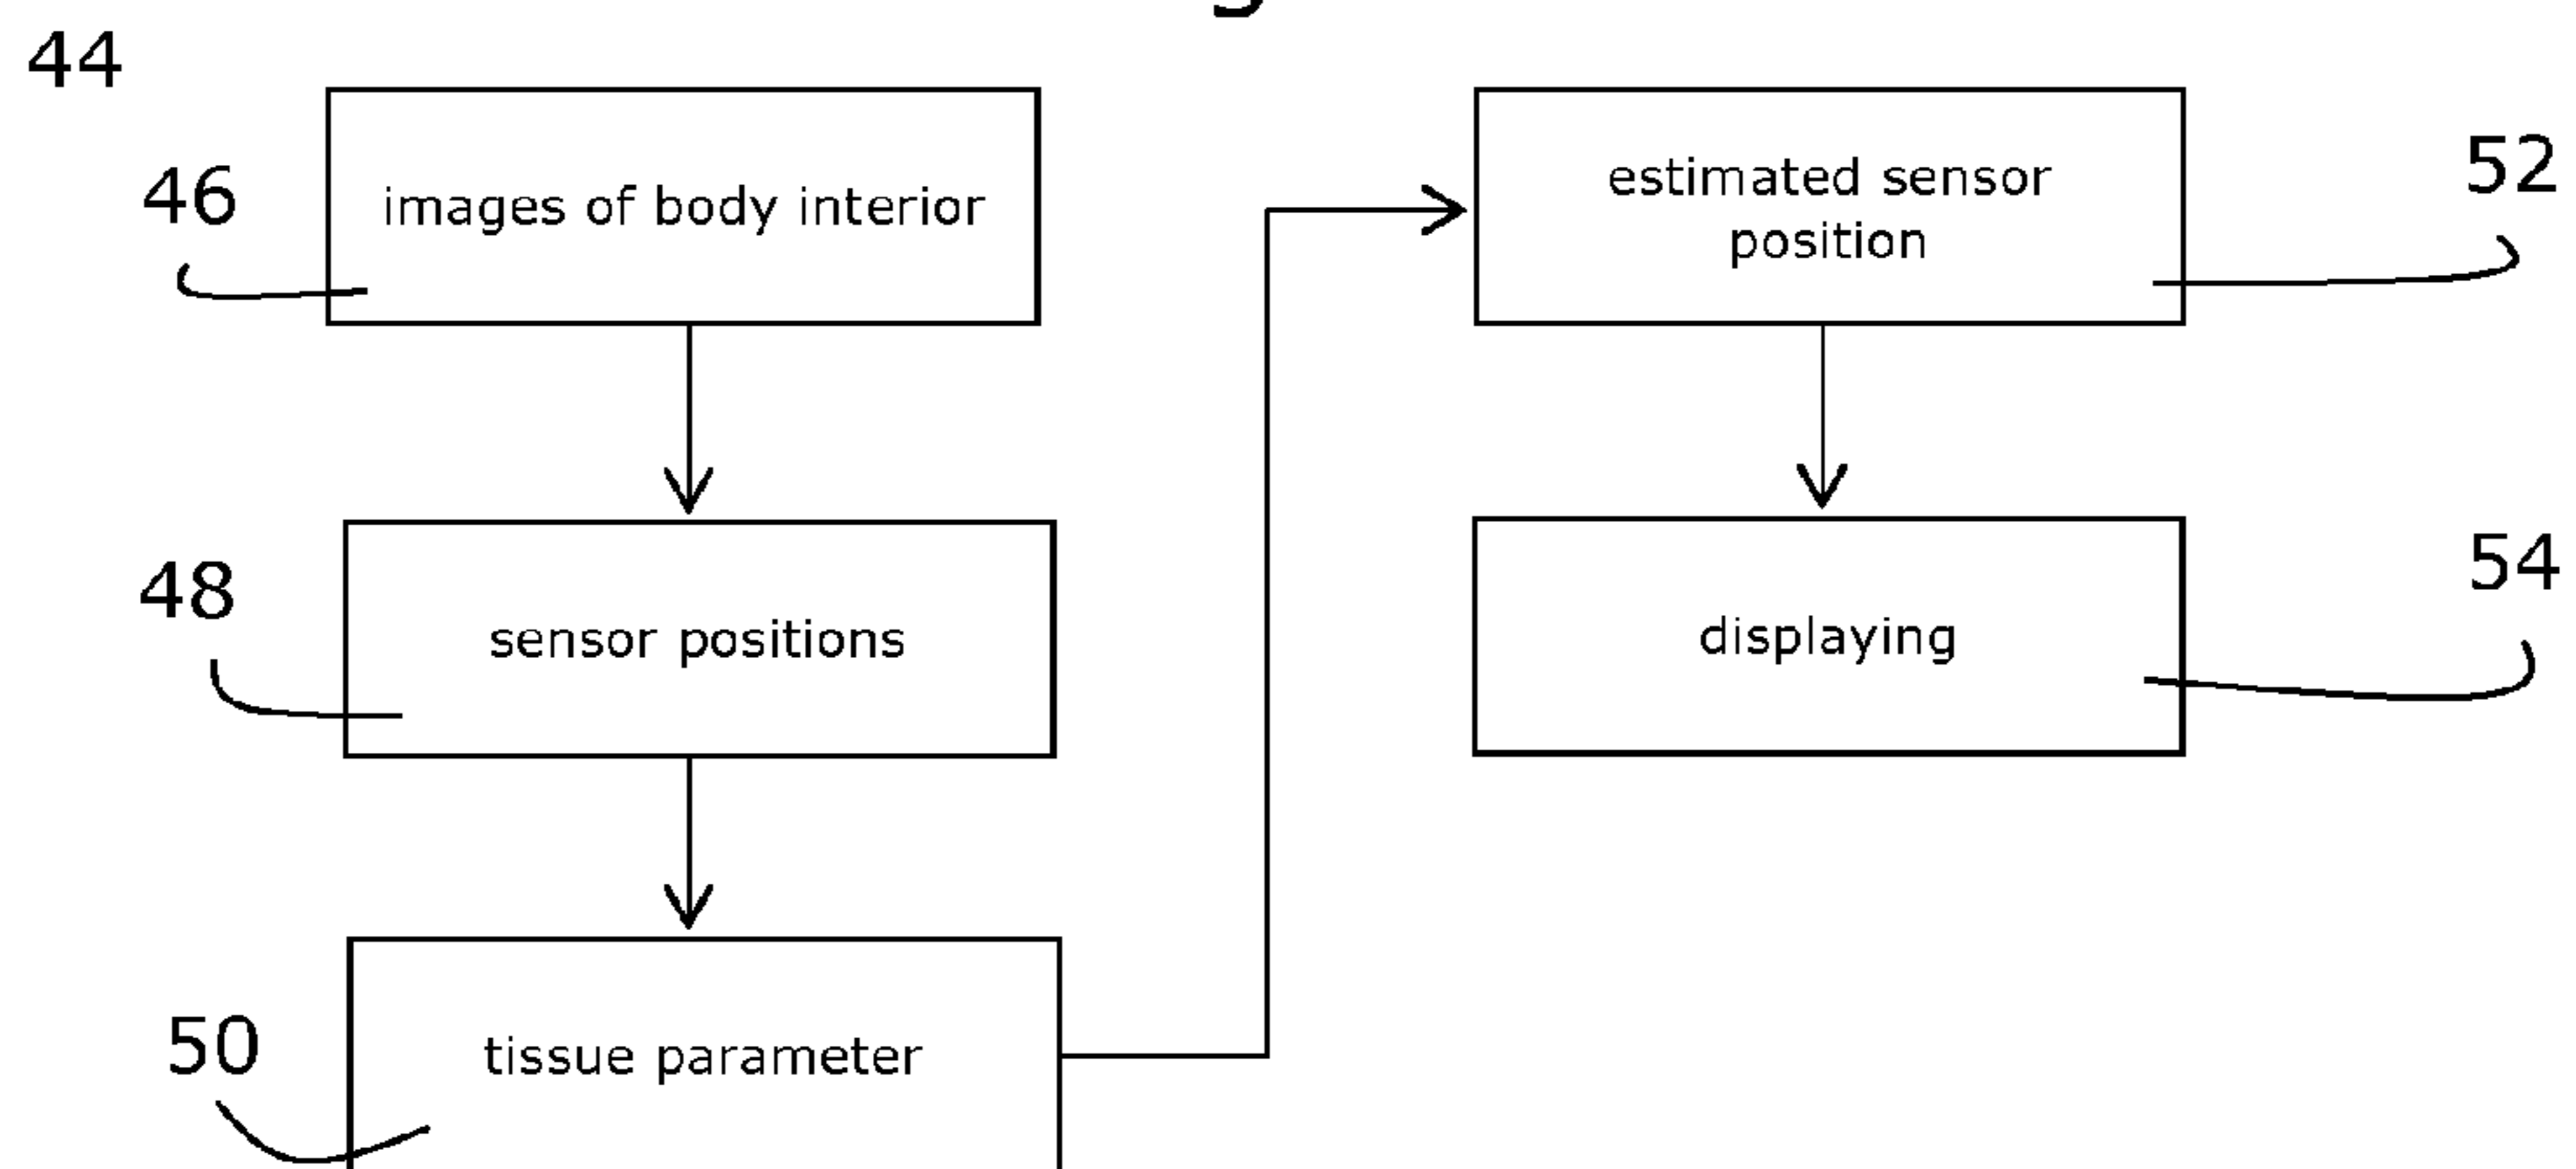 44
46
images of body interior
48
sensor positions
50
tissue parameter
estimated sensor
position
52
displaying
54